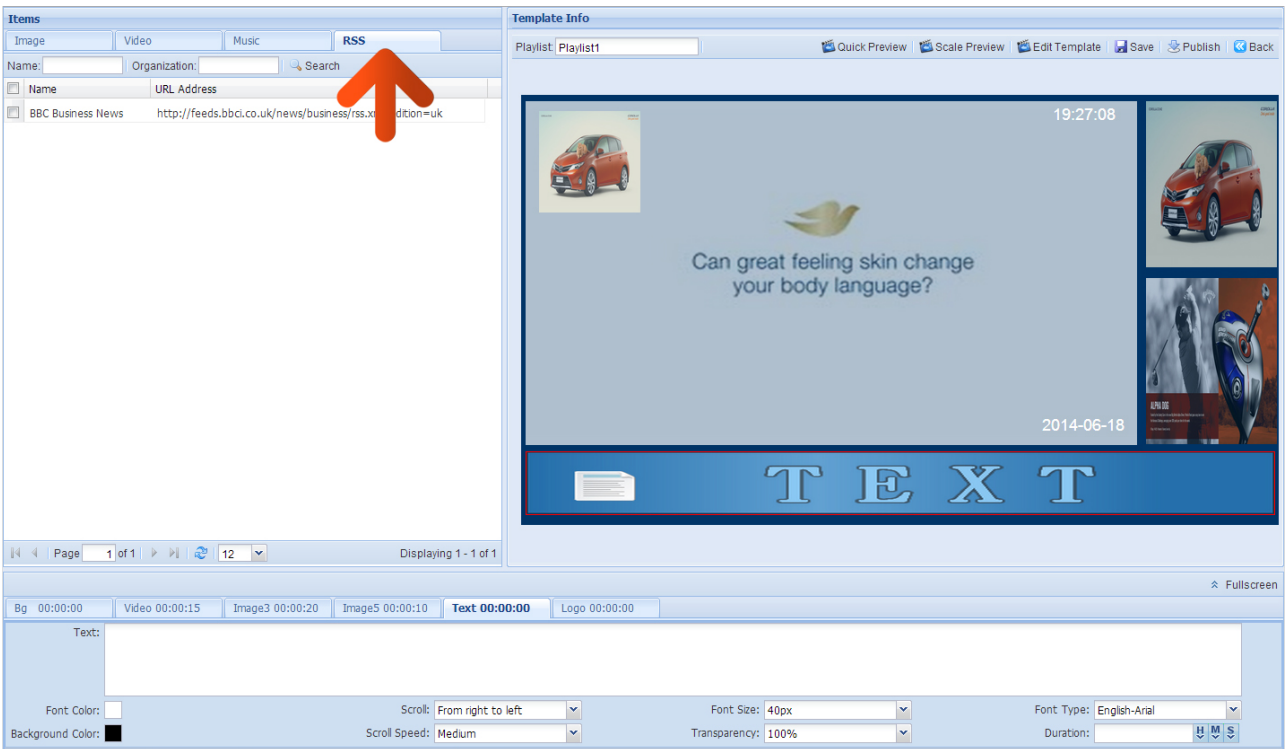 Items
Image
Video
Music
RSS
Name:
Organization:
Search
Name
URL Address
BBC Business News
http://feeds.bbci.co.uk/news/business/rss.xm dition=uk
Page 1 of 1
12
Displaying 1 - 1 of 1
Template Info
Playlist: Playlist1
Quick Preview
Scale Preview
Edit Template
Save
Publish
Back
19:27:08
Can great feeling skin change
your body language?
2014-06-18
ALPHA DOG
TEXT
Fullscreen
Bg 00:00:00
Video 00:00:15
Image3 00:00:20
Image5 00:00:10
Text 00:00:00
Logo 00:00:00
Text:
Font Color:
Scroll: From right to left
Font Size: 40px
Font Type: English-Arial
Background Color:
Scroll Speed: Medium
Transparency: 100%
Duration:
H M S